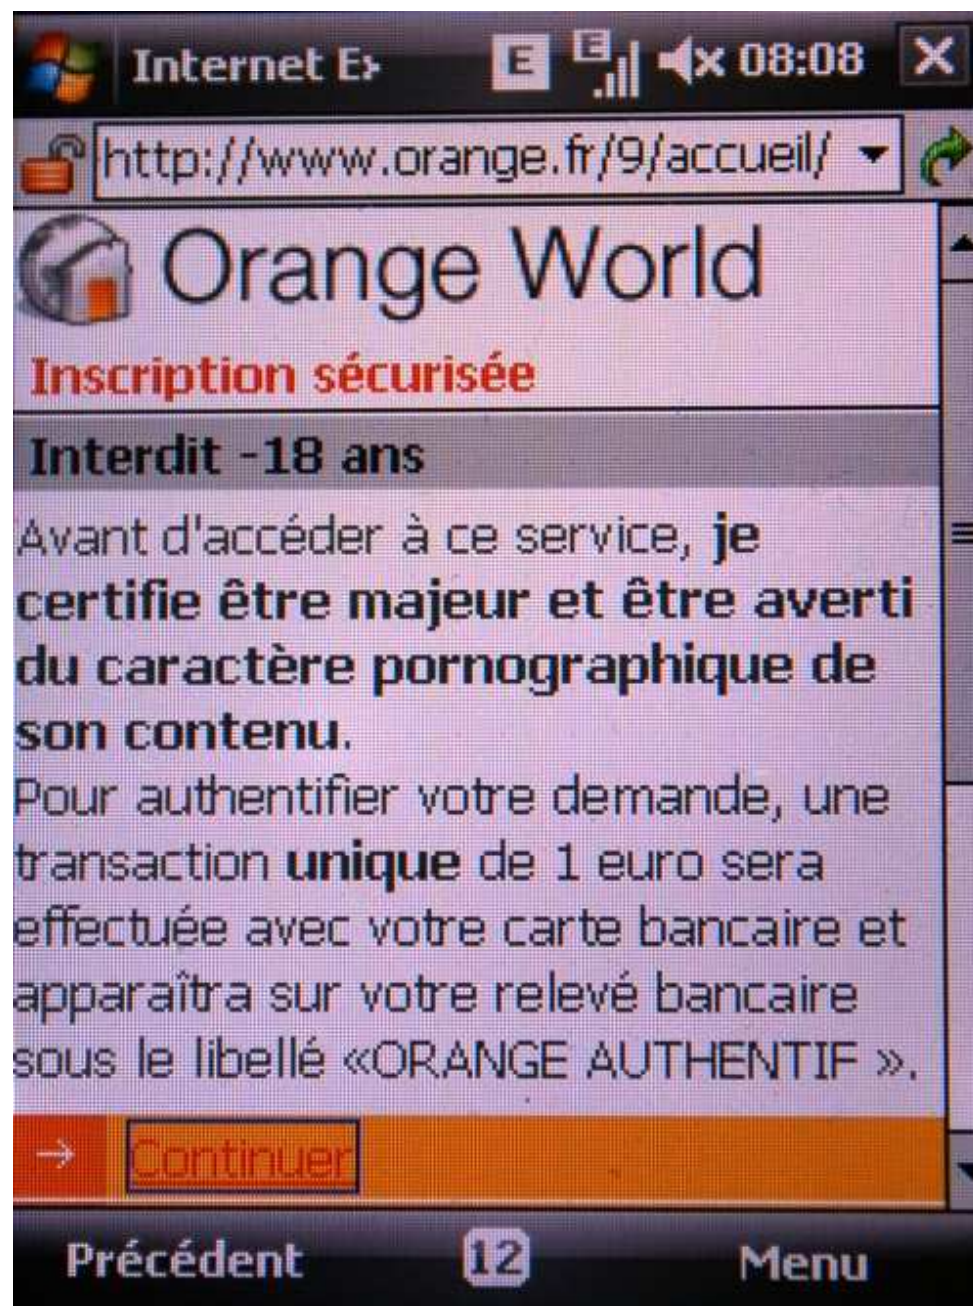 Internet E
E
E
08:08
http://www.orange.fr/9/accueil/
Orange World
Inscription sécurisée
Interdit -18 ans
Avant d'accéder à ce service, je
certifie être majeur et être averti
du caractère pornographique de
son contenu.
Pour authentifier votre demande, une
transaction unique de 1 euro sera
effectuée avec votre carte bancaire et
apparaîtra sur votre relevé bancaire
sous le libellé «ORANGE AUTHENTIF ».
Continuer
Précédent 12 Menu